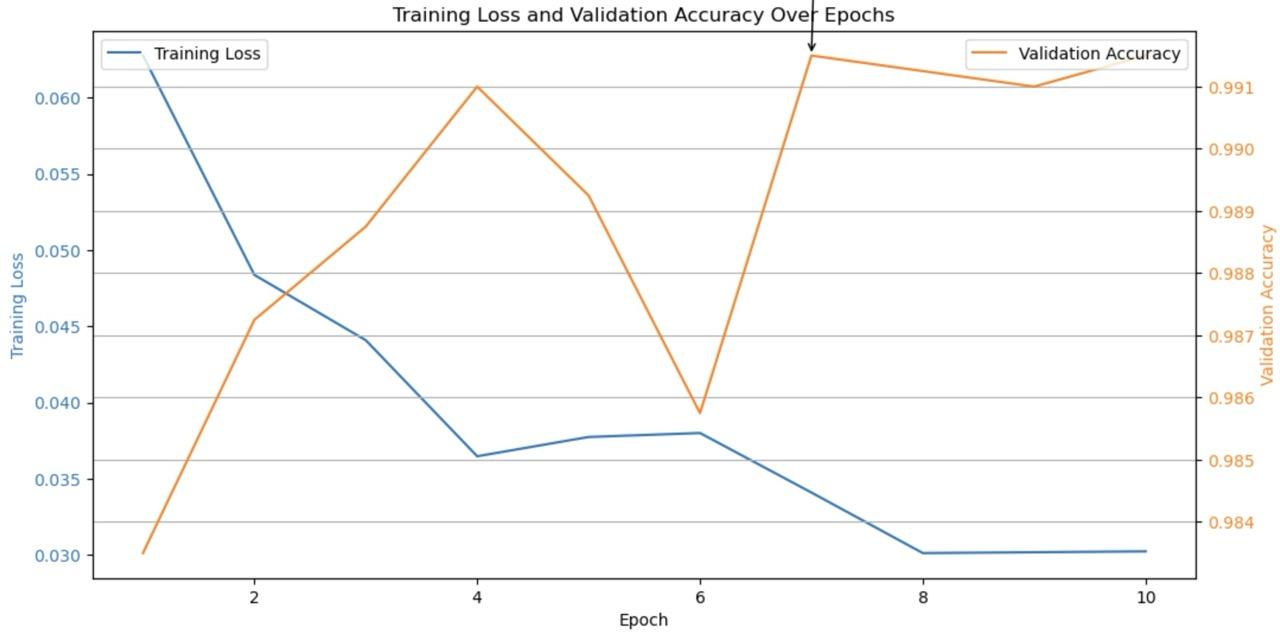 Training Loss and Validation Accuracy Over Epochs
Training Loss
Validation Accuracy
0.060
0.055
0.050
0.045
0.040
0.035
0.030
Training Loss
0.991
0.990
0.989
0.988
0.987
0.986
0.985
0.984
Validation Accuracy
2 4 6 8 10
Epoch